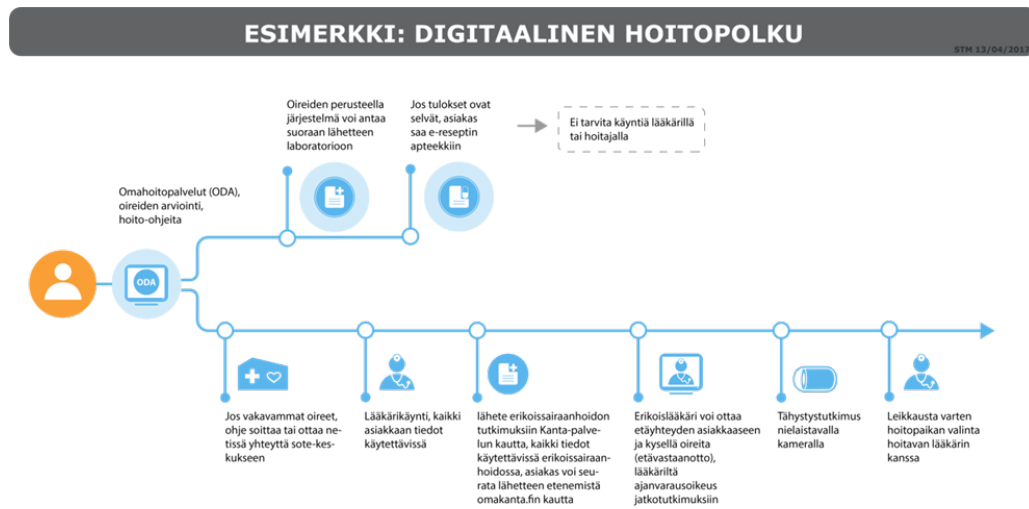 ESIMERKKI: DIGITAALINEN HOITOPOLKU
STM 13/04/2017
Oireiden perusteella
järjestelmä voi antaa
suoraan lähetteen
laboratorioon
Jos tulokset ovat
selvät, asiakas
saa e-reseptin
apteekkiin
Ei tarvita käyntiä lääkärillä
tai hoitajalla
Omahoitopalvelut (ODA),
oireiden arviointi,
hoito-ohjeita
ODA
Jos vakavammat oireet,
ohje soittaa tai ottaa ne-
tissä yhteyttä sote-kes-
kukseen
Lääkärikäynti, kaikki
asiakkaan tiedot
käytettävissä
lähete erikoissairaanhoidon
tutkimuksiin Kanta-palve-
lun kautta, kaikki tiedot
käytettävissä erikoissairaan-
hoidossa, asiakas voi seu-
rata lähetteen etenemistä
omakanta.fin kautta
Erikoislääkäri voi ottaa
etäyhteyden asiakkaaseen
ja kysellä oireita
(etävastaanotto),
lääkäriltä
ajanvarausoikeus
jatkotutkimuksiin
Tähystystutkimus
nielaistavalla
kameralla
Leikkausta varten
hoitopaikan valinta
hoitavan lääkärin
kanssa